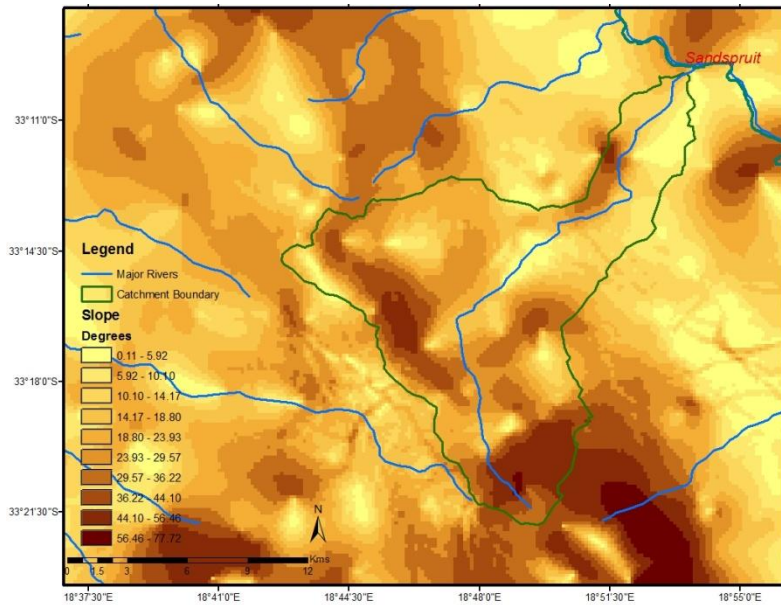 Sandspruit
33°11'0"S
33°14'30"S
33°18'0"S
33°21'30"S
Legend
Major Rivers
Catchment Boundary
Slope
Degrees
0.11 - 5.92
5.92 - 10.10
10.10 - 14.17
14.17 - 18.80
18.80 - 23.93
23.93 - 29.57
29.57 - 36.22
36.22 - 44.10
44.10 - 56.46
56.46 - 77.72
N
Kms
0 1.5 3 6 9 12
18°37'30"E 18°41'0"E 18°44'30"E 18°48'0"E 18°51'30"E 18°55'0"E